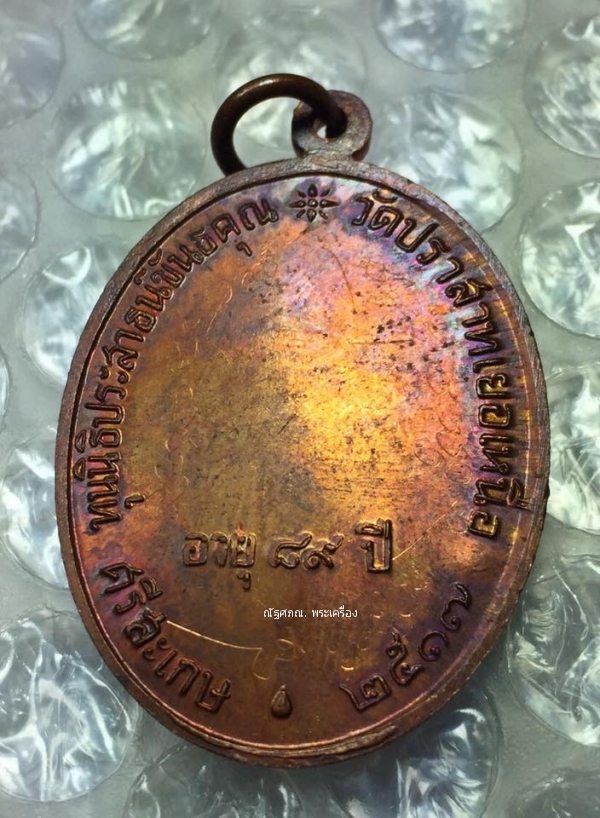 ทุนนิธิประสาธน์ขันธคุณ
วัดปราสาทเยอเหนือ
อายุ ๘๙ ปี
ศรีสะเกษ
๒๕๑๗
ณัฐศภณ. พระเครื่อง